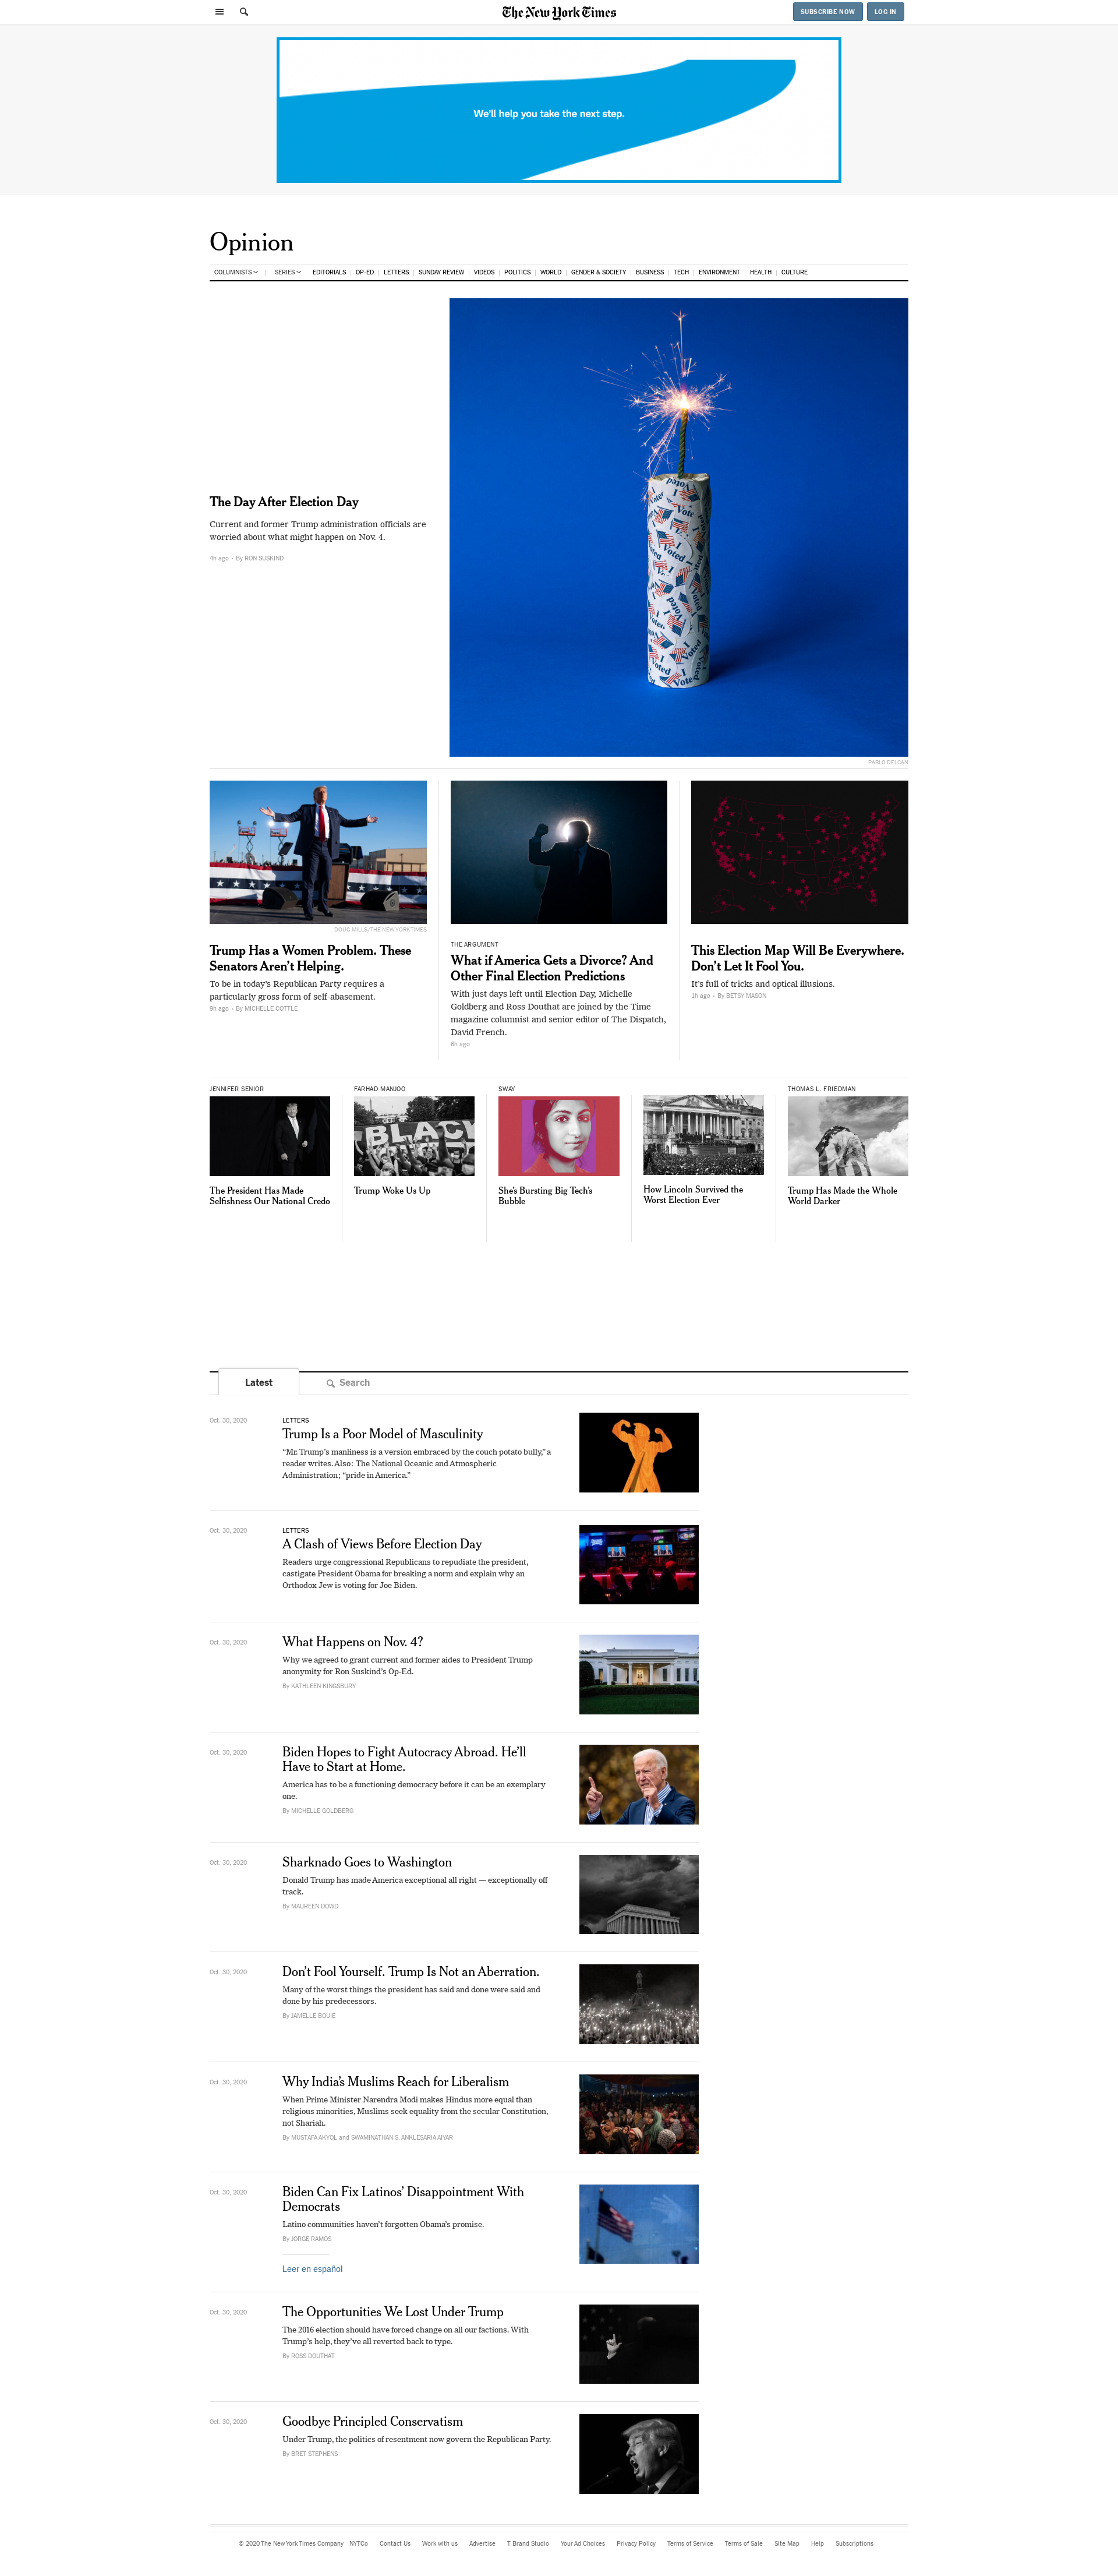 The New York Times
SUBSCRIBE NOW
LOG IN
We'll help you take the next step.
Opinion
COLUMNISTS | SERIES EDITORIALS | OP-ED | LETTERS | SUNDAY REVIEW | VIDEOS | POLITICS | WORLD | GENDER & SOCIETY | BUSINESS | TECH | ENVIRONMENT | HEALTH | CULTURE
The Day After Election Day
Current and former Trump administration officials are
worried about what might happen on Nov. 4.
4h ago • By RON SUSKIND
I Voted
PABLO DELCAN
DOUG MILLS/THE NEW YORK TIMES
Trump Has a Women Problem. These
Senators Aren't Helping.
To be in today's Republican Party requires a
particularly gross form of self-abasement.
9h ago • By MICHELLE COTTLE
THE ARGUMENT
What if America Gets a Divorce? And
Other Final Election Predictions
With just days left until Election Day, Michelle
Goldberg and Ross Douthat are joined by the Time
magazine columnist and senior editor of The Dispatch,
David French.
6h ago
This Election Map Will Be Everywhere.
Don't Let It Fool You.
It's full of tricks and optical illusions.
1h ago • By BETSY MASON
JENNIFER SENIOR
The President Has Made
Selfishness Our National Credo
FARHAD MANJOO
BLACK
Trump Woke Us Up
SWAY
She's Bursting Big Tech's
Bubble
How Lincoln Survived the
Worst Election Ever
THOMAS L. FRIEDMAN
Trump Has Made the Whole
World Darker
Latest
Search
Oct. 30, 2020
LETTERS
Trump Is a Poor Model of Masculinity
“Mr. Trump's manliness is a version embraced by the couch potato bully,” a
reader writes. Also: The National Oceanic and Atmospheric
Administration; “pride in America.”
Oct. 30, 2020
LETTERS
A Clash of Views Before Election Day
Readers urge congressional Republicans to repudiate the president,
castigate President Obama for breaking a norm and explain why an
Orthodox Jew is voting for Joe Biden.
Oct. 30, 2020
What Happens on Nov. 4?
Why we agreed to grant current and former aides to President Trump
anonymity for Ron Suskind's Op-Ed.
By KATHLEEN KINGSBURY
Oct. 30, 2020
Biden Hopes to Fight Autocracy Abroad. He'll
Have to Start at Home.
America has to be a functioning democracy before it can be an exemplary
one.
By MICHELLE GOLDBERG
Oct. 30, 2020
Sharknado Goes to Washington
Donald Trump has made America exceptional all right — exceptionally off
track.
By MAUREEN DOWD
Oct. 30, 2020
Don't Fool Yourself. Trump Is Not an Aberration.
Many of the worst things the president has said and done were said and
done by his predecessors.
By JAMELLE BOUIE
Oct. 30, 2020
Why India's Muslims Reach for Liberalism
When Prime Minister Narendra Modi makes Hindus more equal than
religious minorities, Muslims seek equality from the secular Constitution,
not Shariah.
By MUSTAFA AKYOL and SWAMINATHAN S. ANKLESARIA AIYAR
Oct. 30, 2020
Biden Can Fix Latinos' Disappointment With
Democrats
Latino communities haven't forgotten Obama's promise.
By JORGE RAMOS
Leer en español
Oct. 30, 2020
The Opportunities We Lost Under Trump
The 2016 election should have forced change on all our factions. With
Trump's help, they've all reverted back to type.
By ROSS DOUTHAT
Oct. 30, 2020
Goodbye Principled Conservatism
Under Trump, the politics of resentment now govern the Republican Party.
By BRET STEPHENS
© 2020 The New York Times Company NYTCo Contact Us Work with us Advertise T Brand Studio Your Ad Choices Privacy Policy Terms of Service Terms of Sale Site Map Help Subscriptions